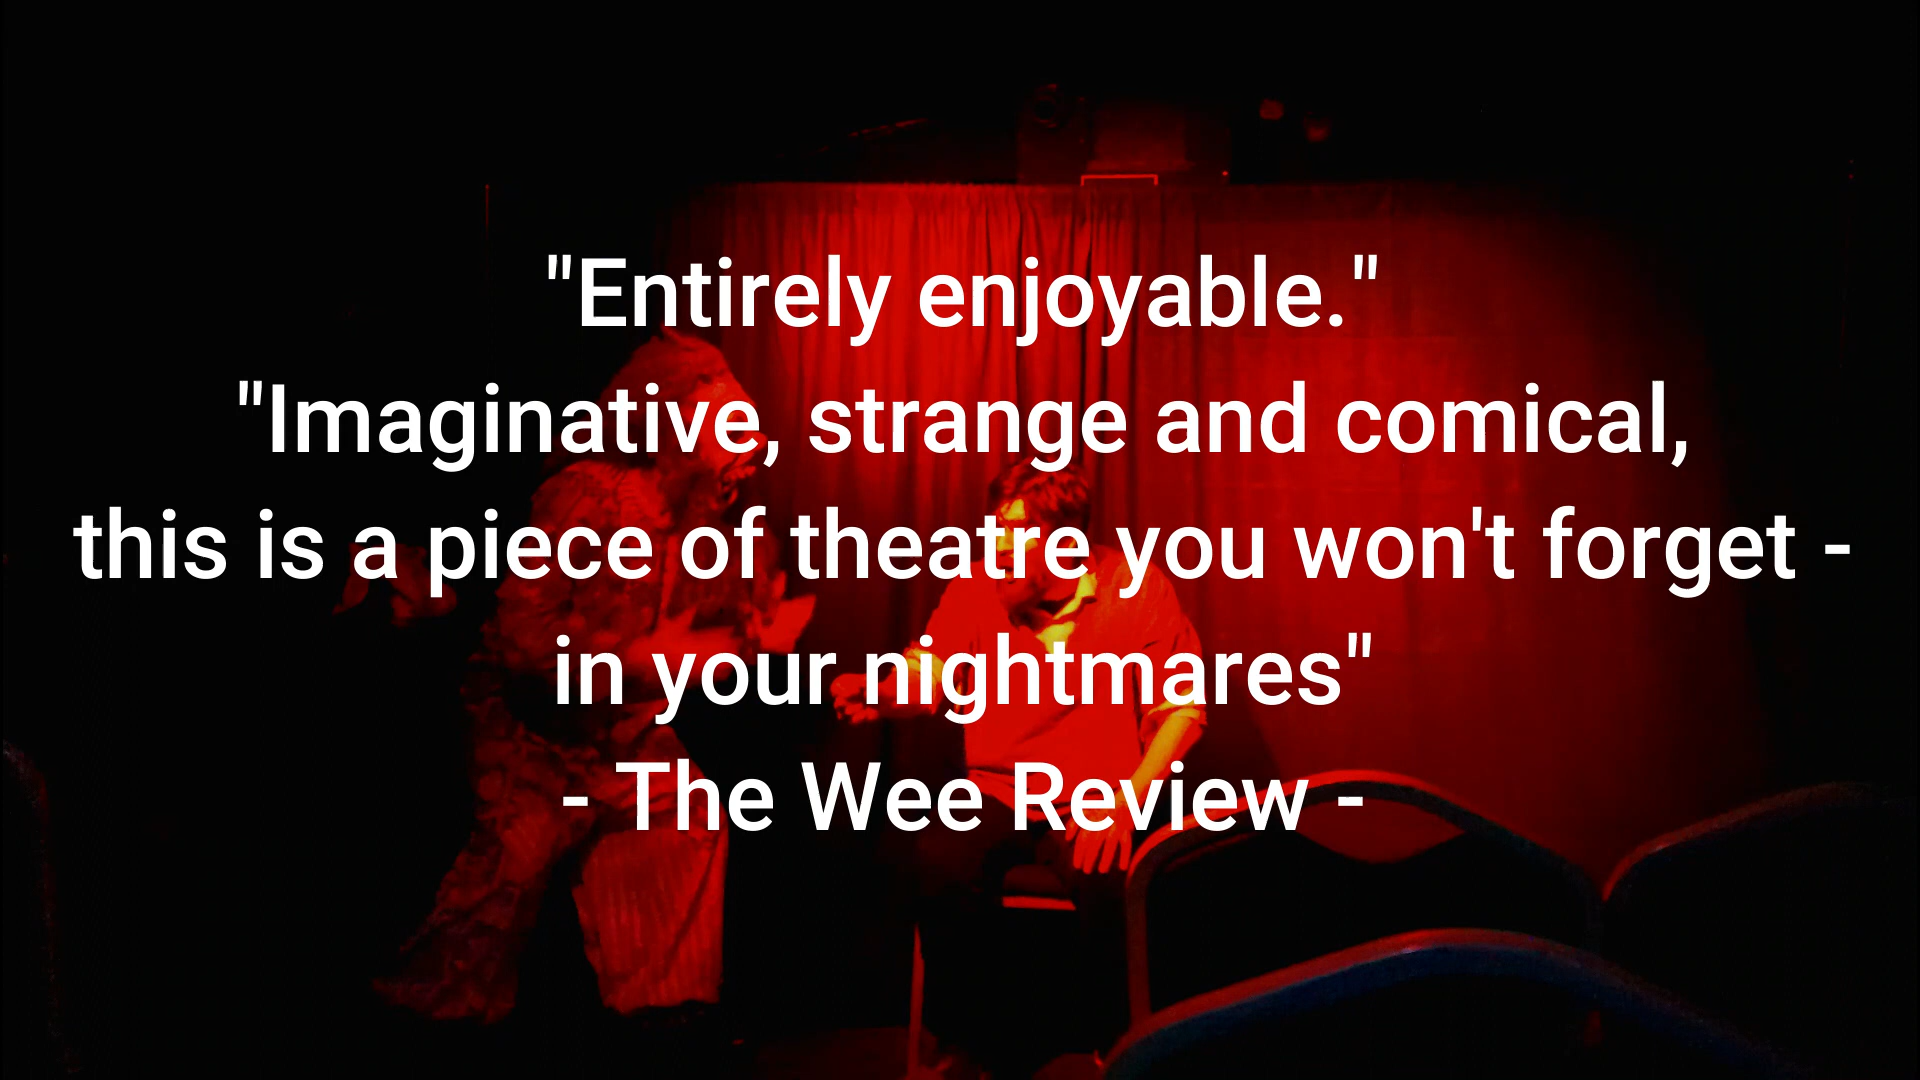 "Entirely enjoyable."
"Imaginative, strange and comical,
this is a piece of theatre you won't forget -
in your nightmares"
- The Wee Review -